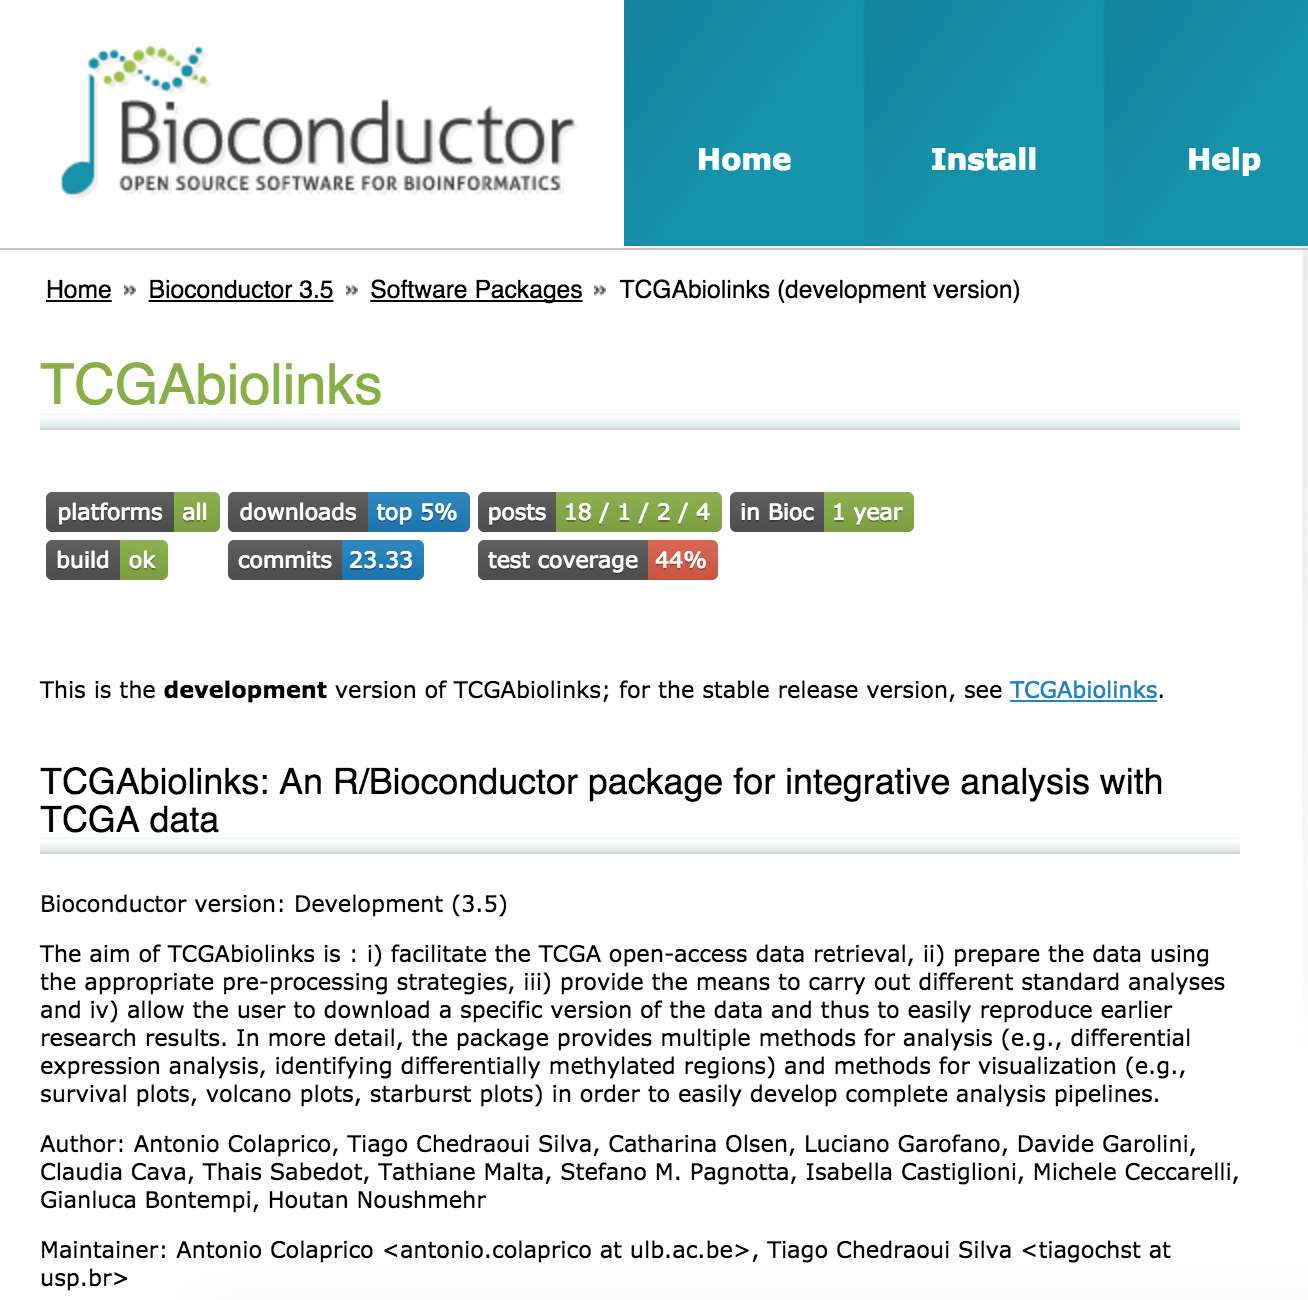 Bioconductor
OPEN SOURCE SOFTWARE FOR BIOINFORMATICS
Home Install Help
Home » Bioconductor 3.5 » Software Packages » TCGAbiolinks (development version)
TCGAbiolinks
platforms all downloads top 5% posts 18 / 1 / 2 / 4 in Bioc 1 year
build ok commits 23.33 test coverage 44%
This is the development version of TCGAbiolinks; for the stable release version, see TCGAbiolinks.
TCGAbiolinks: An R/Bioconductor package for integrative analysis with
TCGA data
Bioconductor version: Development (3.5)
The aim of TCGAbiolinks is : i) facilitate the TCGA open-access data retrieval, ii) prepare the data using
the appropriate pre-processing strategies, iii) provide the means to carry out different standard analyses
and iv) allow the user to download a specific version of the data and thus to easily reproduce earlier
research results. In more detail, the package provides multiple methods for analysis (e.g., differential
expression analysis, identifying differentially methylated regions) and methods for visualization (e.g.,
survival plots, volcano plots, starburst plots) in order to easily develop complete analysis pipelines.
Author: Antonio Colaprico, Tiago Chedraoui Silva, Catharina Olsen, Luciano Garofano, Davide Garolini,
Claudia Cava, Thais Sabedot, Tathiane Malta, Stefano M. Pagnotta, Isabella Castiglioni, Michele Ceccarelli,
Gianluca Bontempi, Houtan Noushmehr
Maintainer: Antonio Colaprico <antonio.colaprico at ulb.ac.be>, Tiago Chedraoui Silva <tiagochst at
usp.br>